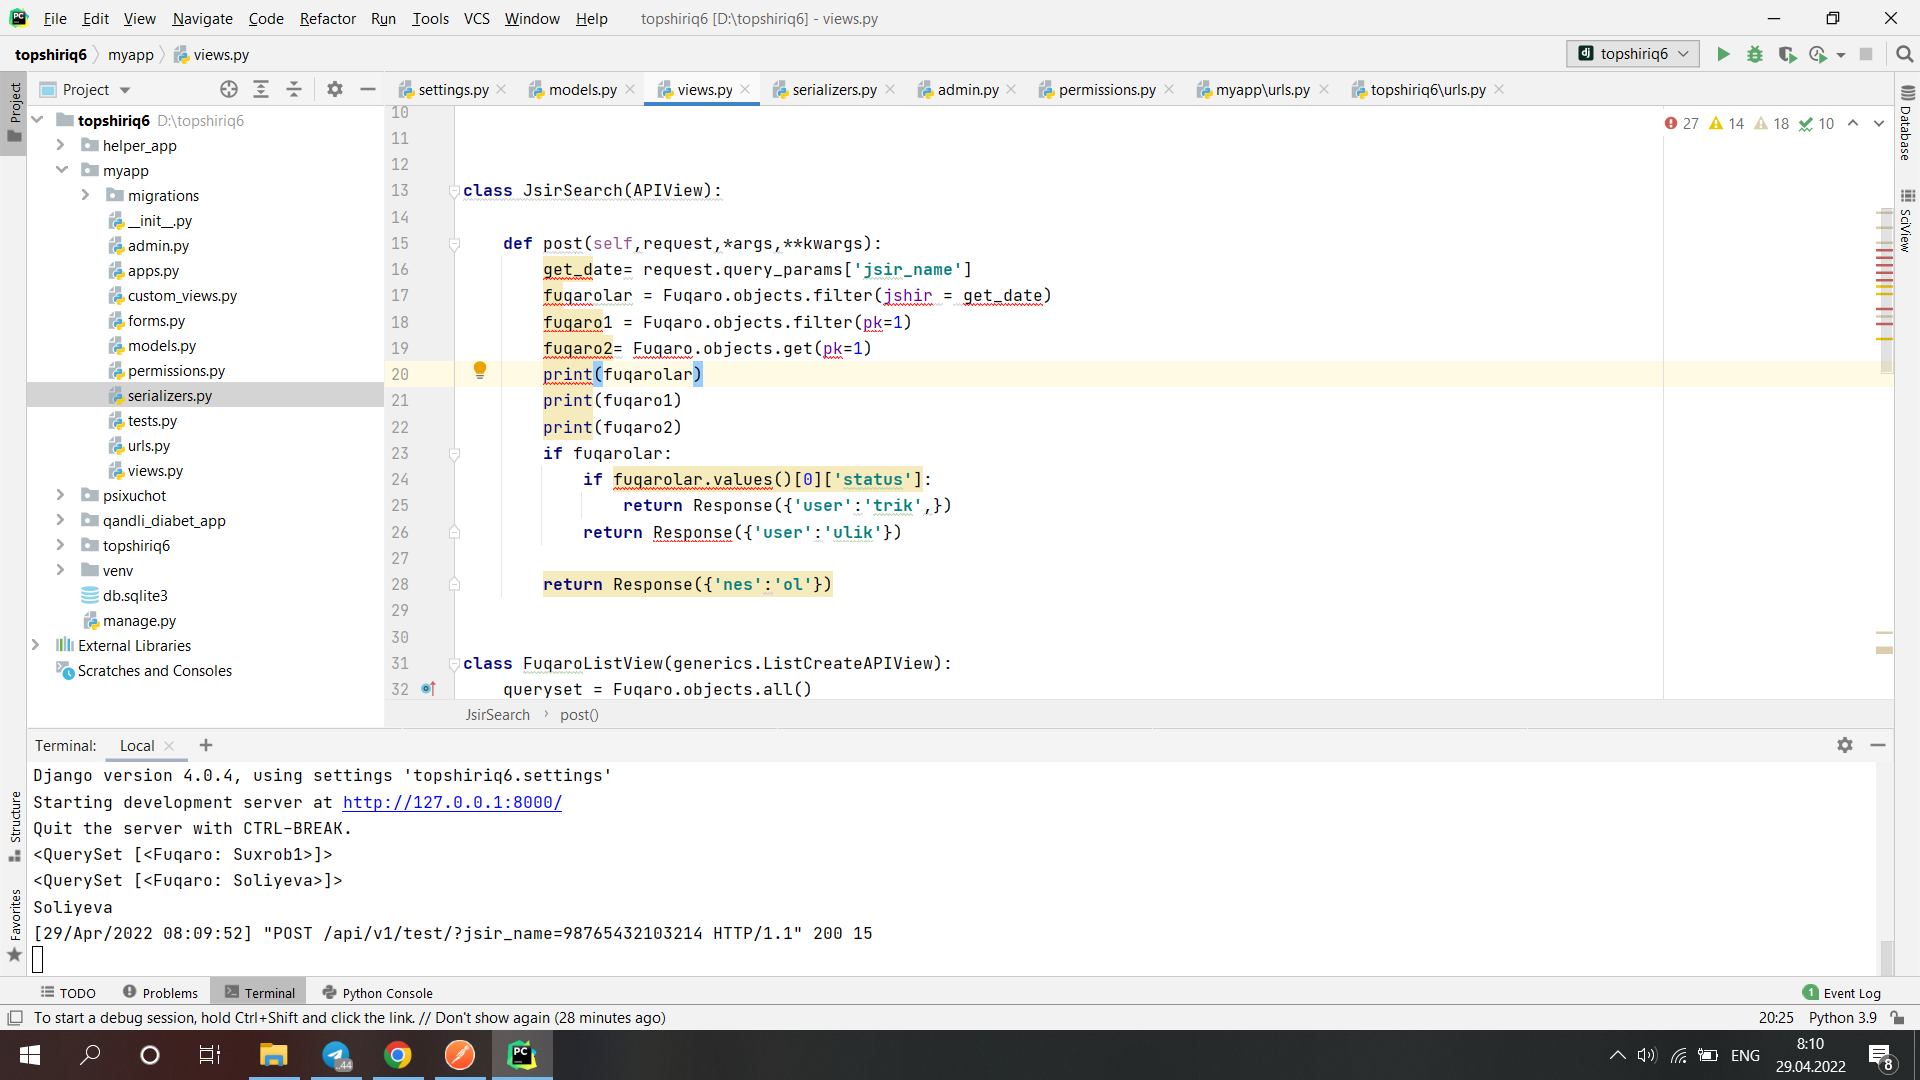 File Edit View Navigate Code Refactor Run Tools VCS Window Help topshiriq6 [D:\topshiriq6] - views.py
topshiriq6 myapp views.py
topshiriq6
Project
settings.py models.py views.py serializers.py admin.py permissions.py myapp\urls.py topshiriq6\urls.py
Project
topshiriq6 D:\topshiriq6
helper_app
myapp
migrations
__init__.py
admin.py
apps.py
custom_views.py
forms.py
models.py
permissions.py
serializers.py
tests.py
urls.py
views.py
psixuchot
qandli_diabet_app
topshiriq6
venv
db.sqlite3
manage.py
External Libraries
Scratches and Consoles
27 14 18 10
10
11
12
13 class JsirSearch(APIView):
14
15 def post(self,request,*args,**kwargs):
16 get_date= request.query_params['jsir_name']
17 fuqarolar = Fuqaro.objects.filter(jshir = get_date)
18 fuqaro1 = Fuqaro.objects.filter(pk=1)
19 fuqaro2= Fuqaro.objects.get(pk=1)
20 print(fuqarolar)
21 print(fuqaro1)
22 print(fuqaro2)
23 if fuqarolar:
24 if fuqarolar.values()[0]['status']:
25 return Response({'user':'trik',})
26 return Response({'user':'ulik'})
27
28 return Response({'nes':'ol'})
29
30
31 class FuqaroListView(generics.ListCreateAPIView):
32 queryset = Fuqaro.objects.all()
JsirSearch post()
Database
SciView
Structure
Favorites
Terminal: Local
Django version 4.0.4, using settings 'topshiriq6.settings'
Starting development server at http://127.0.0.1:8000/
Quit the server with CTRL-BREAK.
<QuerySet [<Fuqaro: Suxrob1>]>
<QuerySet [<Fuqaro: Soliyeva>]>
Soliyeva
[29/Apr/2022 08:09:52] "POST /api/v1/test/?jsir_name=98765432103214 HTTP/1.1" 200 15
TODO Problems Terminal Python Console 1 Event Log
To start a debug session, hold Ctrl+Shift and click the link. // Don't show again (28 minutes ago) 20:25 Python 3.9
..44 PC ENG 8:10
29.04.2022
8